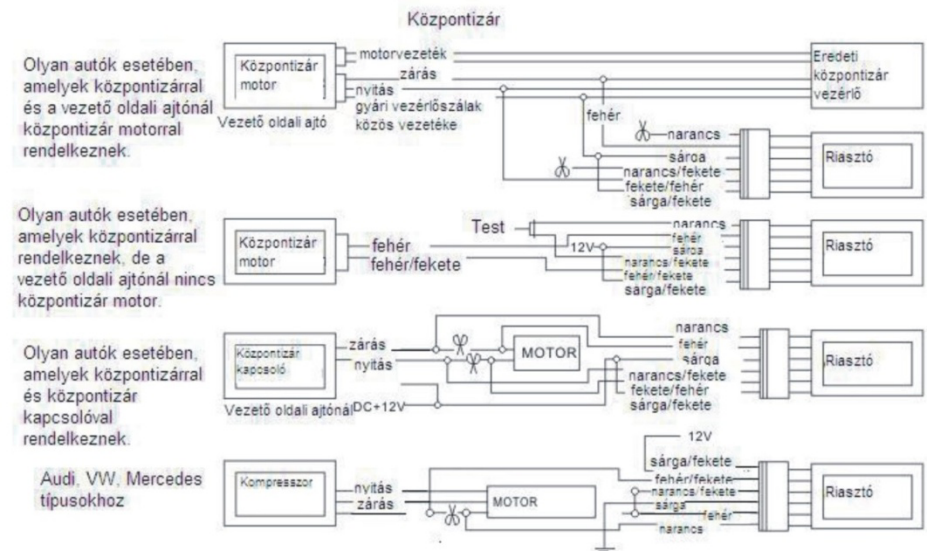 Központizár
Olyan autók esetében,
amelyek központizárral
és a vezető oldali ajtónál
központizár motorral
rendelkeznek.
Központizár
motor
Vezető oldali ajtó
motorvezeték
zárás
nyitás
gyári vezérlőszálak
közös vezetéke
fehér
narancs
sárga
narancs/fekete
fekete/fehér
sárga/fekete
Eredeti
központizár
vezérlő
Riasztó
Olyan autók esetében,
amelyek központizárral
rendelkeznek, de a
vezető oldali ajtónál nincs
központizár motor.
Központizár
motor
fehér
fehér/fekete
Test
12V
narancs
fehér
sárga
narancs/fekete
fehér/fekete
sárga/fekete
Riasztó
Olyan autók esetében,
amelyek központizárral
és központizár
kapcsolóval
rendelkeznek.
Központizár
kapcsoló
Vezető oldali ajtónál
zárás
nyitás
DC+12V
MOTOR
narancs
fehér
sárga
narancs/fekete
fekete/fehér
sárga/fekete
Riasztó
Audi, VW, Mercedes
típusokhoz
Kompresszor
nyitás
zárás
MOTOR
12V
sárga/fekete
fehér/fekete
narancs/fekete
sárga
fehér
narancs
Riasztó